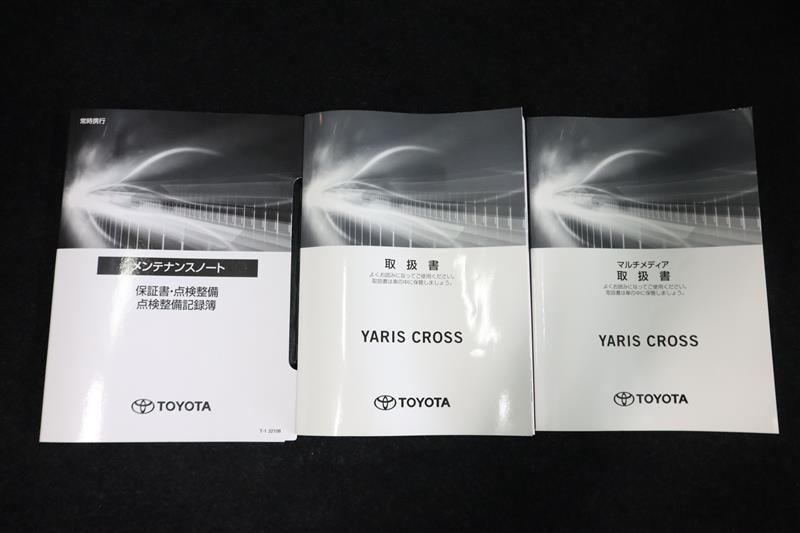 常時携行
メンテナンスノート
保証書・点検整備
点検整備記録簿
TOYOTA
T-1 32108
取扱書
よくお読みになってご使用ください。
取扱書は車の中に保管しましょう。
YARIS CROSS
TOYOTA
マルチメディア
取扱書
よくお読みになってご使用ください。
取扱書は車の中に保管しましょう。
YARIS CROSS
TOYOTA